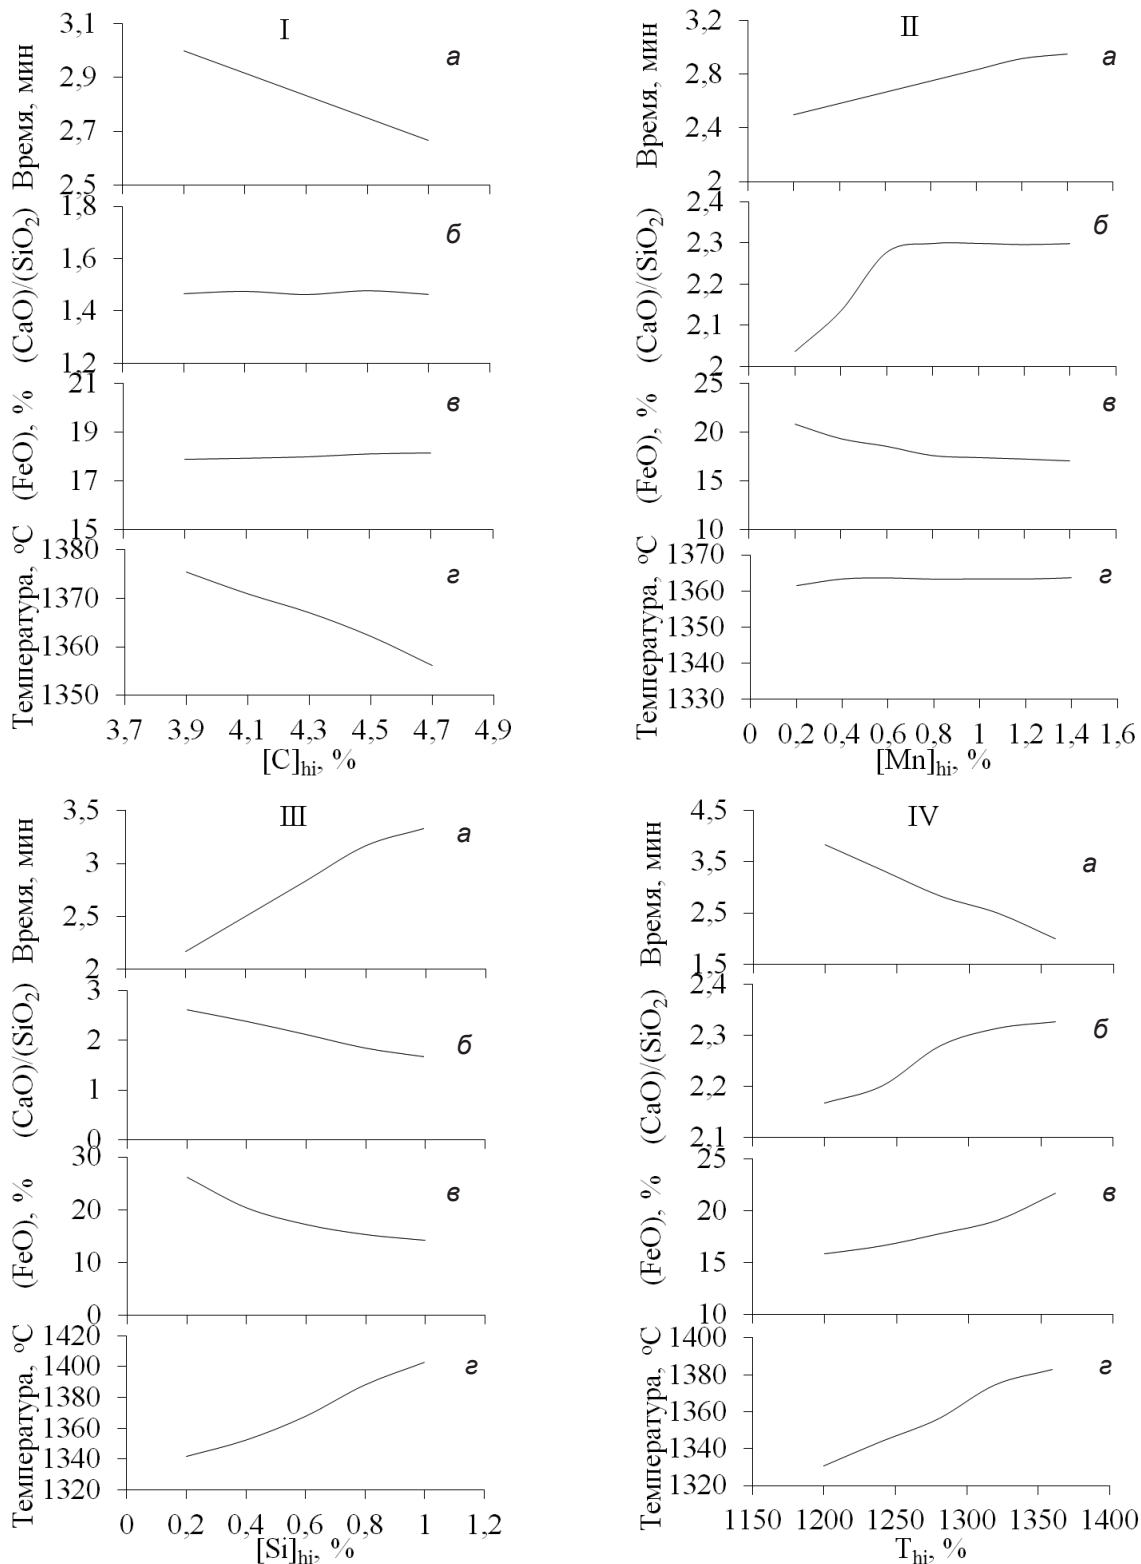 I
Время, мин
3,1
2,9
2,7
2,5
а
(CaO)/(SiO2)
1,8
1,6
1,4
1,2
б
(FeO), %
21
19
17
15
в
Температура, °C
1380
1370
1360
1350
г
3,7 3,9 4,1 4,3 4,5 4,7 4,9
[C]hi, %
II
Время, мин
3,2
2,8
2,4
2
а
(CaO)/(SiO2)
2,4
2,3
2,2
2,1
2
б
(FeO), %
25
20
15
10
в
Температура, °C
1370
1360
1350
1340
1330
г
0 0,2 0,4 0,6 0,8 1 1,2 1,4 1,6
[Mn]hi, %
III
Время, мин
3,5
3
2,5
2
а
(CaO)/(SiO2)
3
2
1
0
б
(FeO), %
30
20
10
0
в
Температура, °C
1420
1400
1380
1360
1340
1320
г
0 0,2 0,4 0,6 0,8 1 1,2
[Si]hi, %
IV
Время, мин
4,5
3,5
2,5
1,5
а
(CaO)/(SiO2)
2,4
2,3
2,2
2,1
б
(FeO), %
25
20
15
10
в
Температура, °C
1400
1380
1360
1340
1320
г
1150 1200 1250 1300 1350 1400
Thi, %